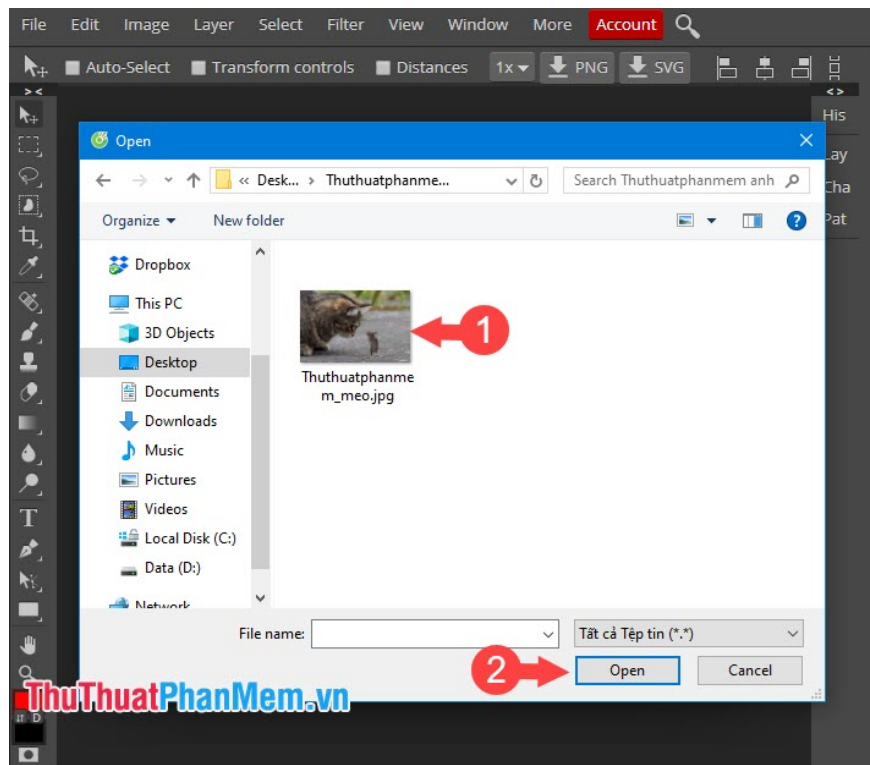 File Edit Image Layer Select Filter View Window More Account
Auto-Select Transform controls Distances 1x PNG SVG
His
Open
Lay
« Desk... › Thuthuatphanme... Search Thuthuatphanmem anh
Cha
Organize New folder
Pat
Dropbox
This PC
3D Objects
Desktop
Documents
Downloads
Music
Pictures
Videos
Local Disk (C:)
Data (D:)
Network
1
Thuthuatphanme
m_meo.jpg
File name: Tất cả Tệp tin (*.*)
2 Open Cancel
ThuThuatPhanMem.vn
D